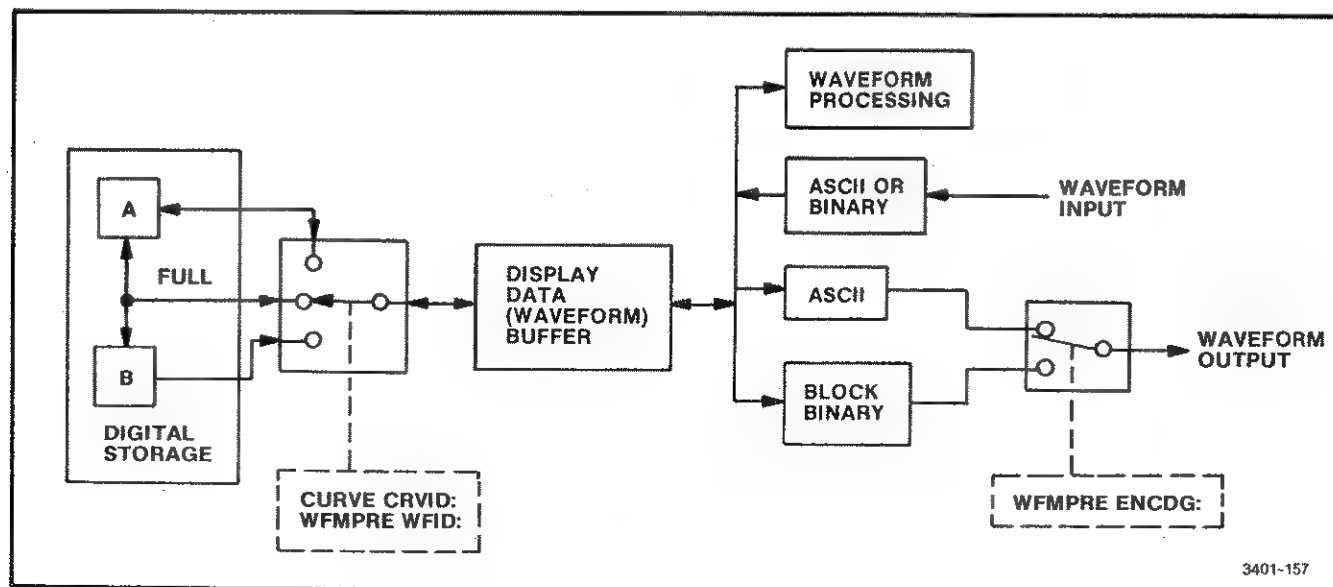 WAVEFORM
PROCESSING
A
ASCII OR
BINARY
WAVEFORM
INPUT
FULL
DISPLAY
DATA
(WAVEFORM)
BUFFER
ASCII
WAVEFORM
OUTPUT
B
BLOCK
BINARY
DIGITAL
STORAGE
CURVE CRVID:
WFMPRE WFID:
WFMPRE ENCDG:
3401-157